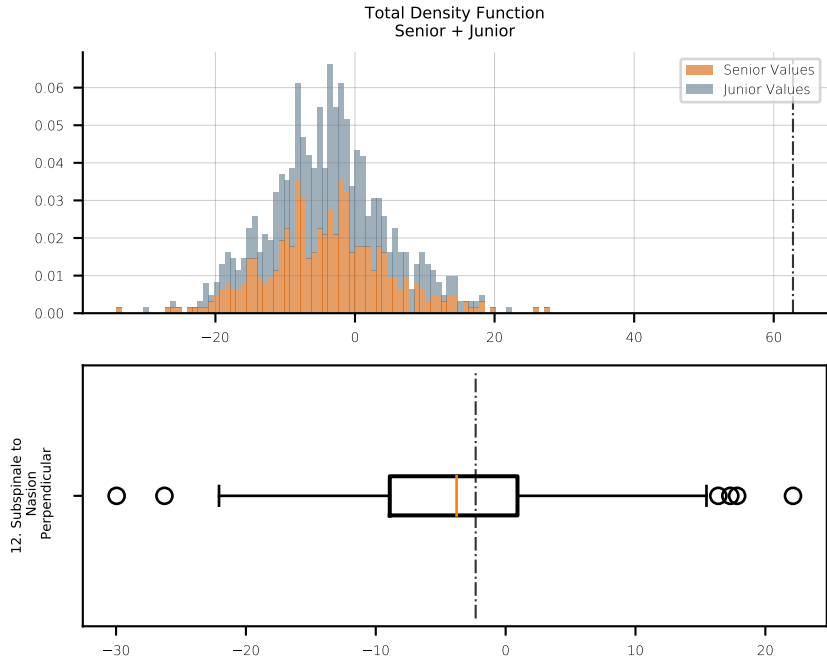 Total Density Function
Senior + Junior
Senior Values
Junior Values
0.06
0.05
0.04
0.03
0.02
0.01
0.00
−20
0
20
40
60
12. Subspinale to
Nasion
Perpendicular
−30
−20
−10
0
10
20